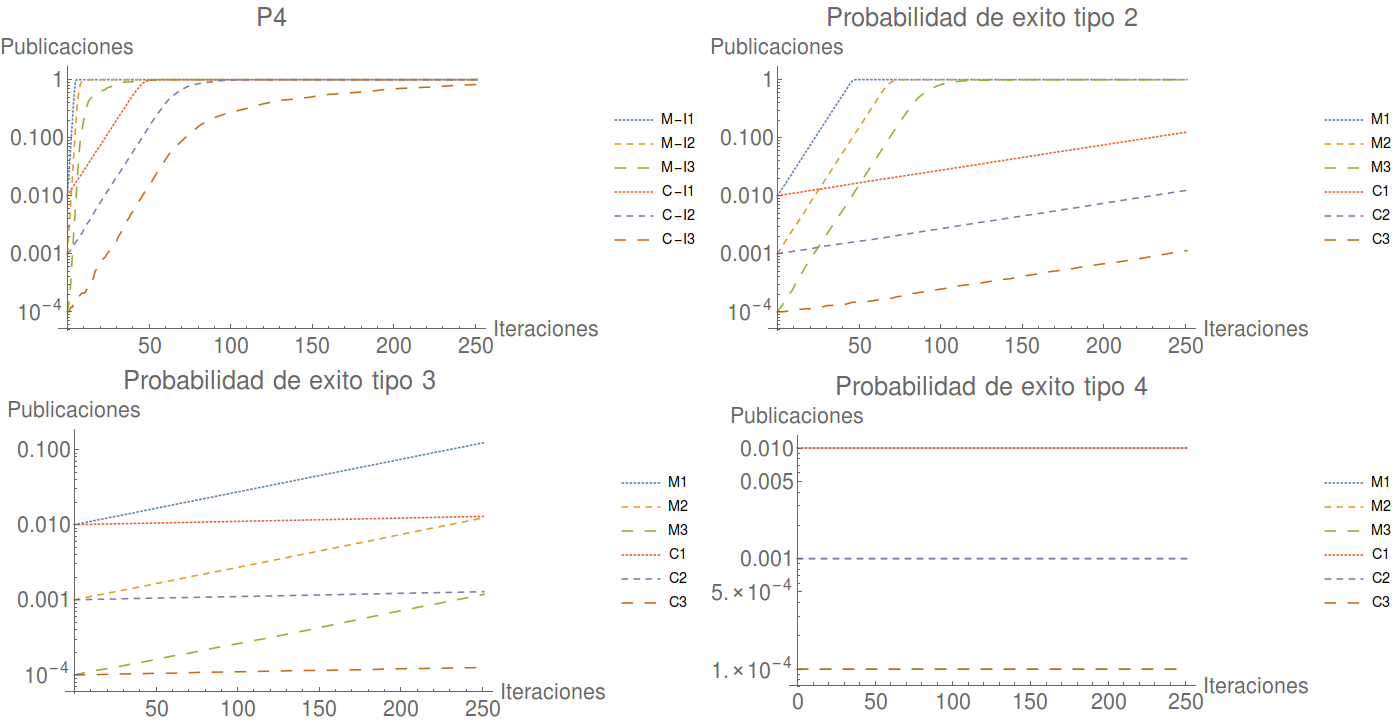 P4
Publicaciones
1
0.100
0.010
0.001
10^-4
50 100 150 200 250
Iteraciones
M-I1
M-I2
M-I3
C-I1
C-I2
C-I3
Probabilidad de exito tipo 2
Publicaciones
1
0.100
0.010
0.001
10^-4
50 100 150 200 250
Iteraciones
M1
M2
M3
C1
C2
C3
Probabilidad de exito tipo 3
Publicaciones
0.100
0.010
0.001
10^-4
50 100 150 200 250
Iteraciones
M1
M2
M3
C1
C2
C3
Probabilidad de exito tipo 4
Publicaciones
0.010
0.005
0.001
5.×10^-4
1.×10^-4
0 50 100 150 200 250
Iteraciones
M1
M2
M3
C1
C2
C3